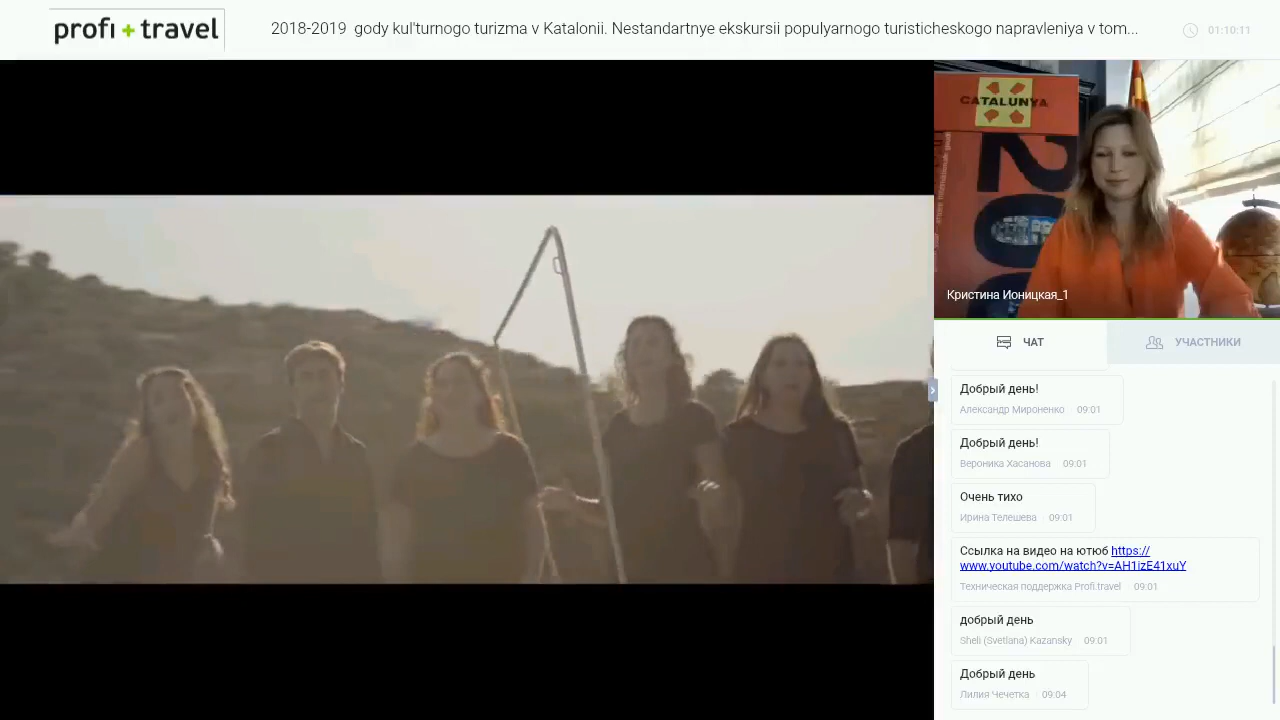 profi + travel
2018-2019 gody kul'turnogo turizma v Katalonii. Nestandartnye ekskursii populyarnogo turisticheskogo napravleniya v tom...
01:10:11
CATALUNYA
Кристина Ионицкая_1
ЧАТ
УЧАСТНИКИ
Добрый день!
Александр Мироненко 09:01
Добрый день!
Вероника Хасанова 09:01
Очень тихо
Ирина Телешева 09:01
Ссылка на видео на ютюб https://
www.youtube.com/watch?v=AH1izE41xuY
Техническая поддержка Profi.travel 09:01
добрый день
Sheli (Svetlana) Kazansky 09:01
Добрый день
Лилия Чечетка 09:04